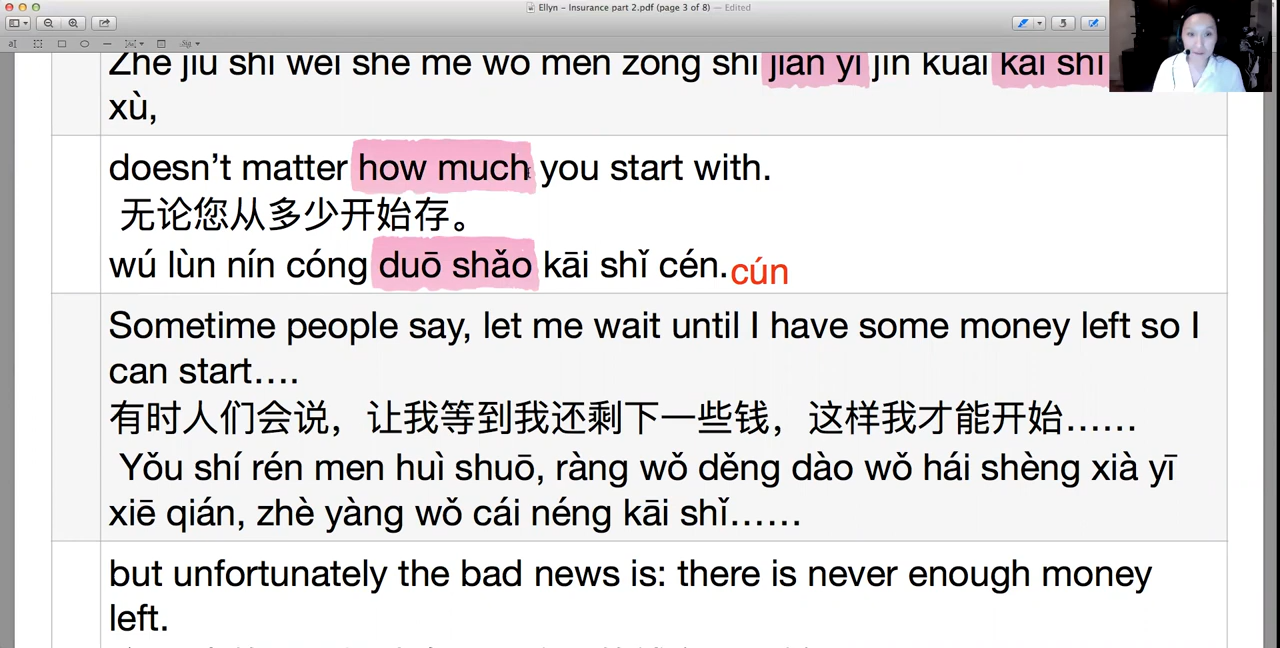 Ellyn – Insurance part 2.pdf (page 3 of 8) — Edited
Zhè jiù shì wèi shé me wǒ men zǒng shì jiàn yì jǐn kuài kāi shǐ
xù,
doesn’t matter how much you start with.
无论您从多少开始存。
wú lùn nín cóng duō shǎo kāi shǐ cén. cún
Sometime people say, let me wait until I have some money left so I
can start….
有时人们会说，让我等到我还剩下一些钱，这样我才能开始……
Yǒu shí rén men huì shuō, ràng wǒ děng dào wǒ hái shèng xià yī
xiē qián, zhè yàng wǒ cái néng kāi shǐ……
but unfortunately the bad news is: there is never enough money
left.